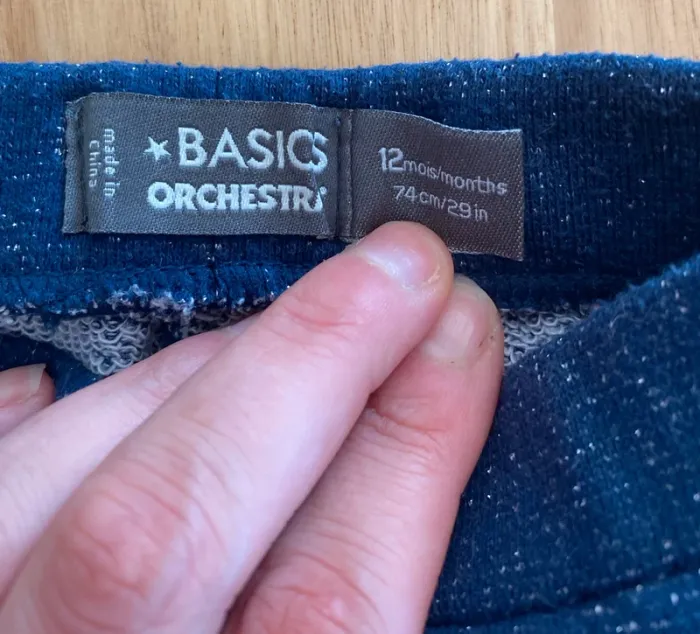 made in
China
BASICS
ORCHESTRA
12mois/months
74cm/29in